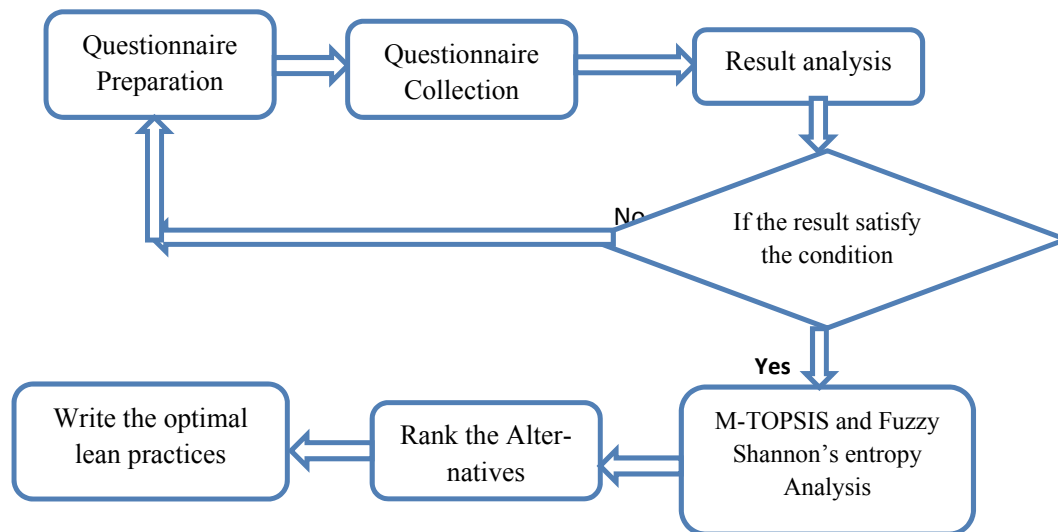 Questionnaire
Preparation
Questionnaire
Collection
Result analysis
If the result satisfy
the condition
No
Yes
M-TOPSIS and Fuzzy
Shannon’s entropy
Analysis
Rank the Alter-
natives
Write the optimal
lean practices